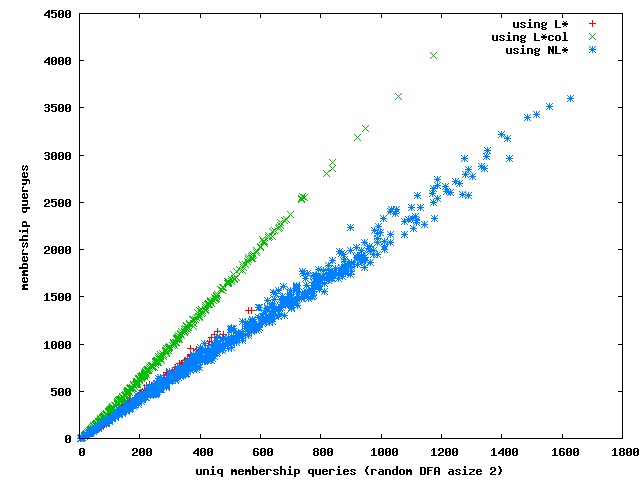 using L*
using L*col
using NL*
4500
4000
3500
3000
2500
2000
1500
1000
500
0
membership queryes
0 200 400 600 800 1000 1200 1400 1600 1800
uniq membership queries (random DFA asize 2)